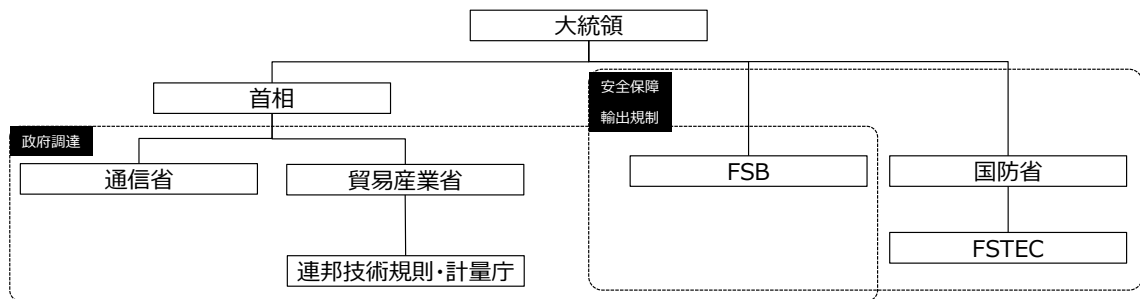 大統領
首相
安全保障
輸出規制
政府調達
通信省
貿易産業省
FSB
国防省
連邦技術規則・計量庁
FSTEC